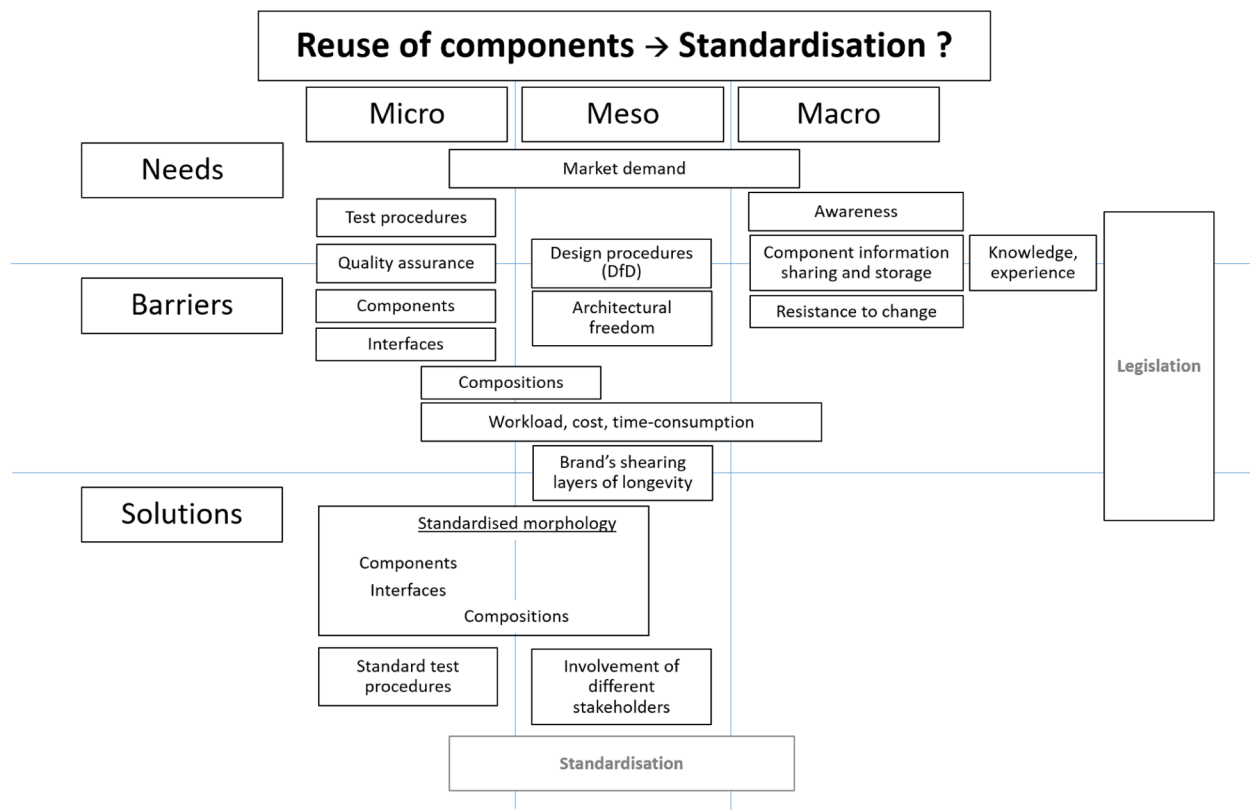 Reuse of components → Standardisation ?
Micro
Meso
Macro
Needs
Market demand
Test procedures
Awareness
Quality assurance
Design procedures
(DfD)
Component information
sharing and storage
Knowledge,
experience
Barriers
Components
Architectural
freedom
Resistance to change
Interfaces
Legislation
Compositions
Workload, cost, time-consumption
Brand's shearing
layers of longevity
Solutions
Standardised morphology
Components
Interfaces
Compositions
Standard test
procedures
Involvement of
different
stakeholders
Standardisation